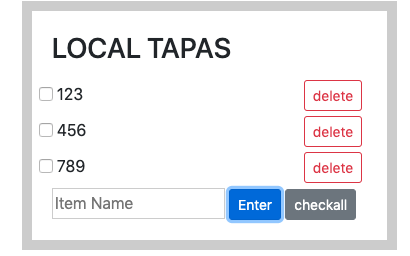 LOCAL TAPAS
123 delete
456 delete
789 delete
Item Name Enter checkall